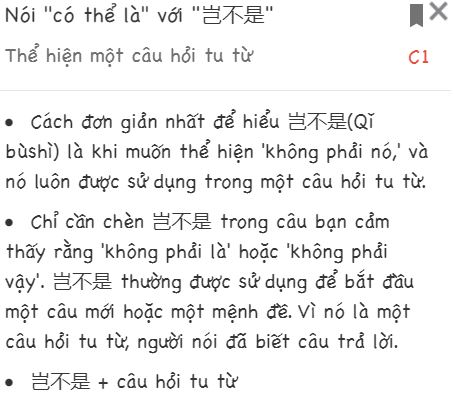 Nói "có thể là" với "岂不是"
Thể hiện một câu hỏi tu từ
C1
• Cách đơn giản nhất để hiểu 岂不是(Qǐ
bùshì) là khi muốn thể hiện 'không phải nó,' và
nó luôn được sử dụng trong một câu hỏi tu từ.
• Chỉ cần chèn 岂不是 trong câu bạn cảm
thấy rằng 'không phải là' hoặc 'không phải
vậy'. 岂不是 thường được sử dụng để bắt đầu
một câu mới hoặc một mệnh đề. Vì nó là một
câu hỏi tu từ, người nói đã biết câu trả lời.
• 岂不是 + câu hỏi tu từ